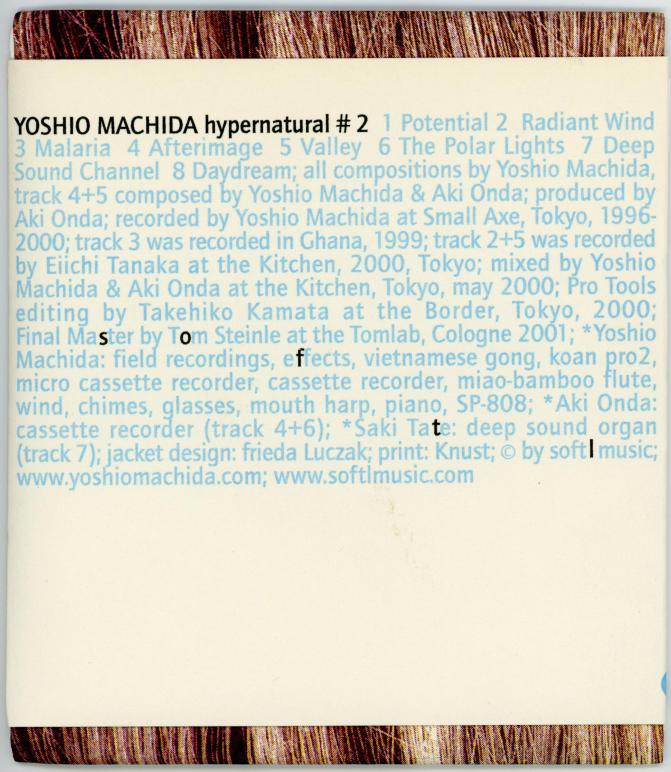 YOSHIO MACHIDA hypernatural # 2 1 Potential 2 Radiant Wind
3 Malaria 4 Afterimage 5 Valley 6 The Polar Lights 7 Deep
Sound Channel 8 Daydream; all compositions by Yoshio Machida,
track 4+5 composed by Yoshio Machida & Aki Onda; produced by
Aki Onda; recorded by Yoshio Machida at Small Axe, Tokyo, 1996-
2000; track 3 was recorded in Ghana, 1999; track 2+5 was recorded
by Eiichi Tanaka at the Kitchen, 2000, Tokyo; mixed by Yoshio
Machida & Aki Onda at the Kitchen, Tokyo, may 2000; Pro Tools
editing by Takehiko Kamata at the Border, Tokyo, 2000;
Final Master by Tom Steinle at the Tomlab, Cologne 2001; *Yoshio
Machida: field recordings, effects, vietnamese gong, koan pro2,
micro cassette recorder, cassette recorder, miao-bamboo flute,
wind, chimes, glasses, mouth harp, piano, SP-808; *Aki Onda:
cassette recorder (track 4+6); *Saki Tate: deep sound organ
(track 7); jacket design: frieda Luczak; print: Knust; © by softl music;
www.yoshiomachida.com; www.softlmusic.com